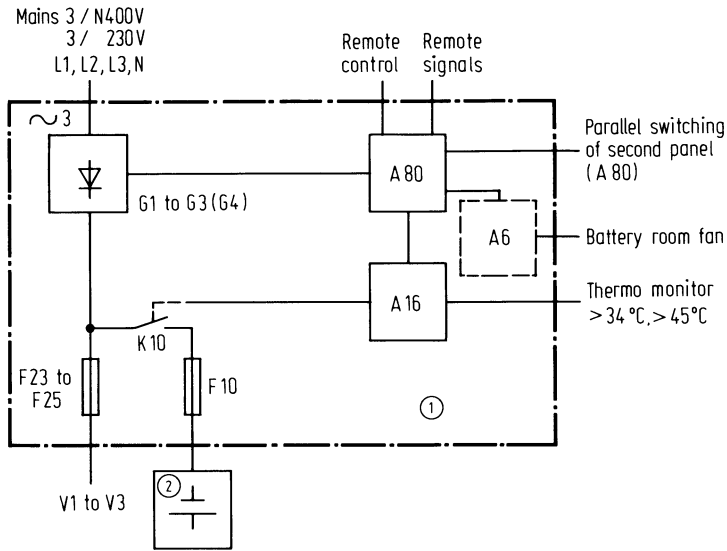 Mains 3 / N400V
3 / 230V
L1, L2, L3, N
Remote control
Remote signals
~ 3
G1 to G3 (G4)
A 80
Parallel switching
of second panel
(A 80)
A6
Battery room fan
A 16
Thermo monitor
>34 °C, >45°C
K10
F23 to
F25
F10
1
V1 to V3
2